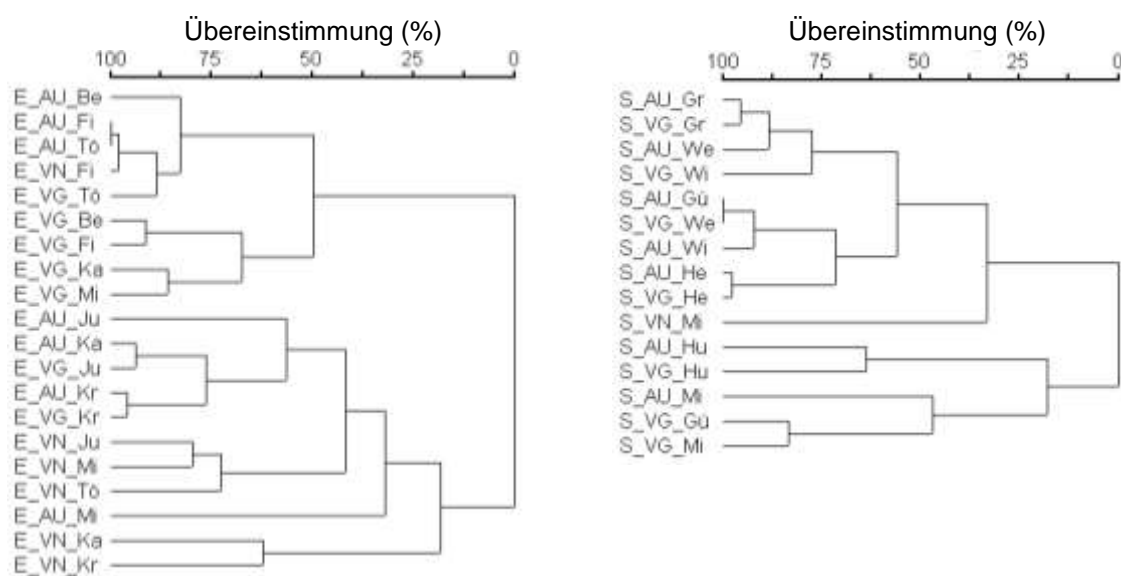 Übereinstimmung (%)
100 75 50 25 0
E_AU_Be
E_AU_Fi
E_AU_Tö
E_VN_Fi
E_VG_Tö
E_VG_Be
E_VG_Fi
E_VG_Ka
E_VG_Mi
E_AU_Ju
E_AU_Ka
E_VG_Ju
E_AU_Kr
E_VG_Kr
E_VN_Ju
E_VN_Mi
E_VN_Tö
E_AU_Mi
E_VN_Ka
E_VN_Kr
Übereinstimmung (%)
100 75 50 25 0
S_AU_Gr
S_VG_Gr
S_AU_We
S_VG_Wi
S_AU_Gü
S_VG_We
S_AU_Wi
S_AU_He
S_VG_He
S_VN_Mi
S_AU_Hu
S_VG_Hu
S_AU_Mi
S_VG_Gü
S_VG_Mi